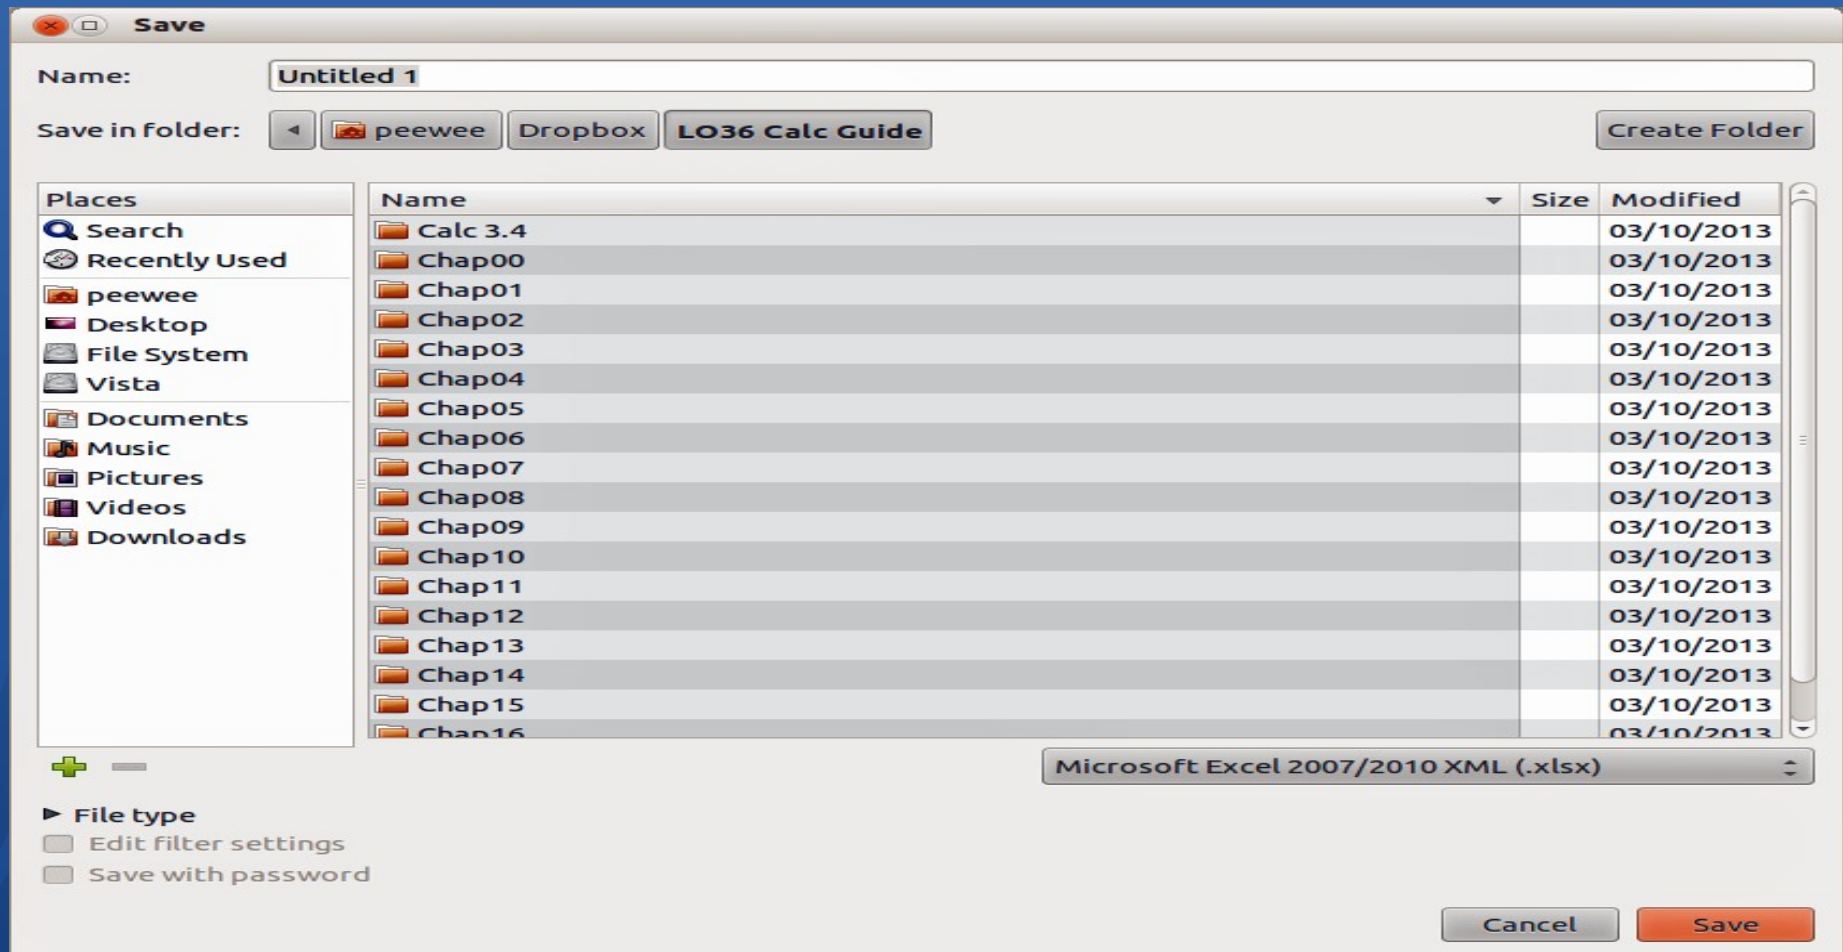 Save
Name: Untitled 1
Save in folder: peewee Dropbox LO36 Calc Guide Create Folder
Places
Search
Recently Used
peewee
Desktop
File System
Vista
Documents
Music
Pictures
Videos
Downloads
Name Size Modified
Calc 3.4 03/10/2013
Chap00 03/10/2013
Chap01 03/10/2013
Chap02 03/10/2013
Chap03 03/10/2013
Chap04 03/10/2013
Chap05 03/10/2013
Chap06 03/10/2013
Chap07 03/10/2013
Chap08 03/10/2013
Chap09 03/10/2013
Chap10 03/10/2013
Chap11 03/10/2013
Chap12 03/10/2013
Chap13 03/10/2013
Chap14 03/10/2013
Chap15 03/10/2013
Chap16 03/10/2013
Microsoft Excel 2007/2010 XML (.xlsx)
File type
Edit filter settings
Save with password
Cancel Save